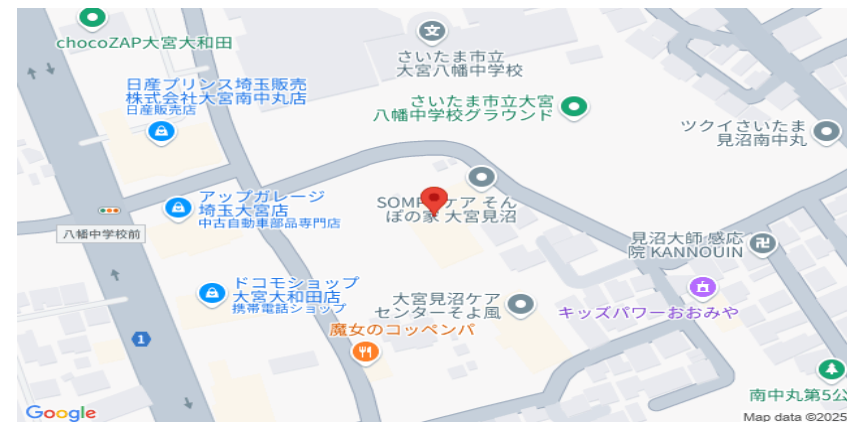 chocoZAP大宮大和田
さいたま市立
大宮八幡中学校
日産プリンス埼玉販売
株式会社大宮南中丸店
日産販売店
さいたま市立大宮
八幡中学校グラウンド
ツクイさいたま
見沼南中丸
アップガレージ
埼玉大宮店
中古自動車部品専門店
SOMPOケア そん
ぽの家 大宮見沼
八幡中学校前
見沼大師 感応
院 KANNOUIN
ドコモショップ
大宮大和田店
携帯電話ショップ
大宮見沼ケア
センターそよ風
キッズパワーおおみや
魔女のコッペンパ
1
南中丸第5公
Google
Map data ©2025